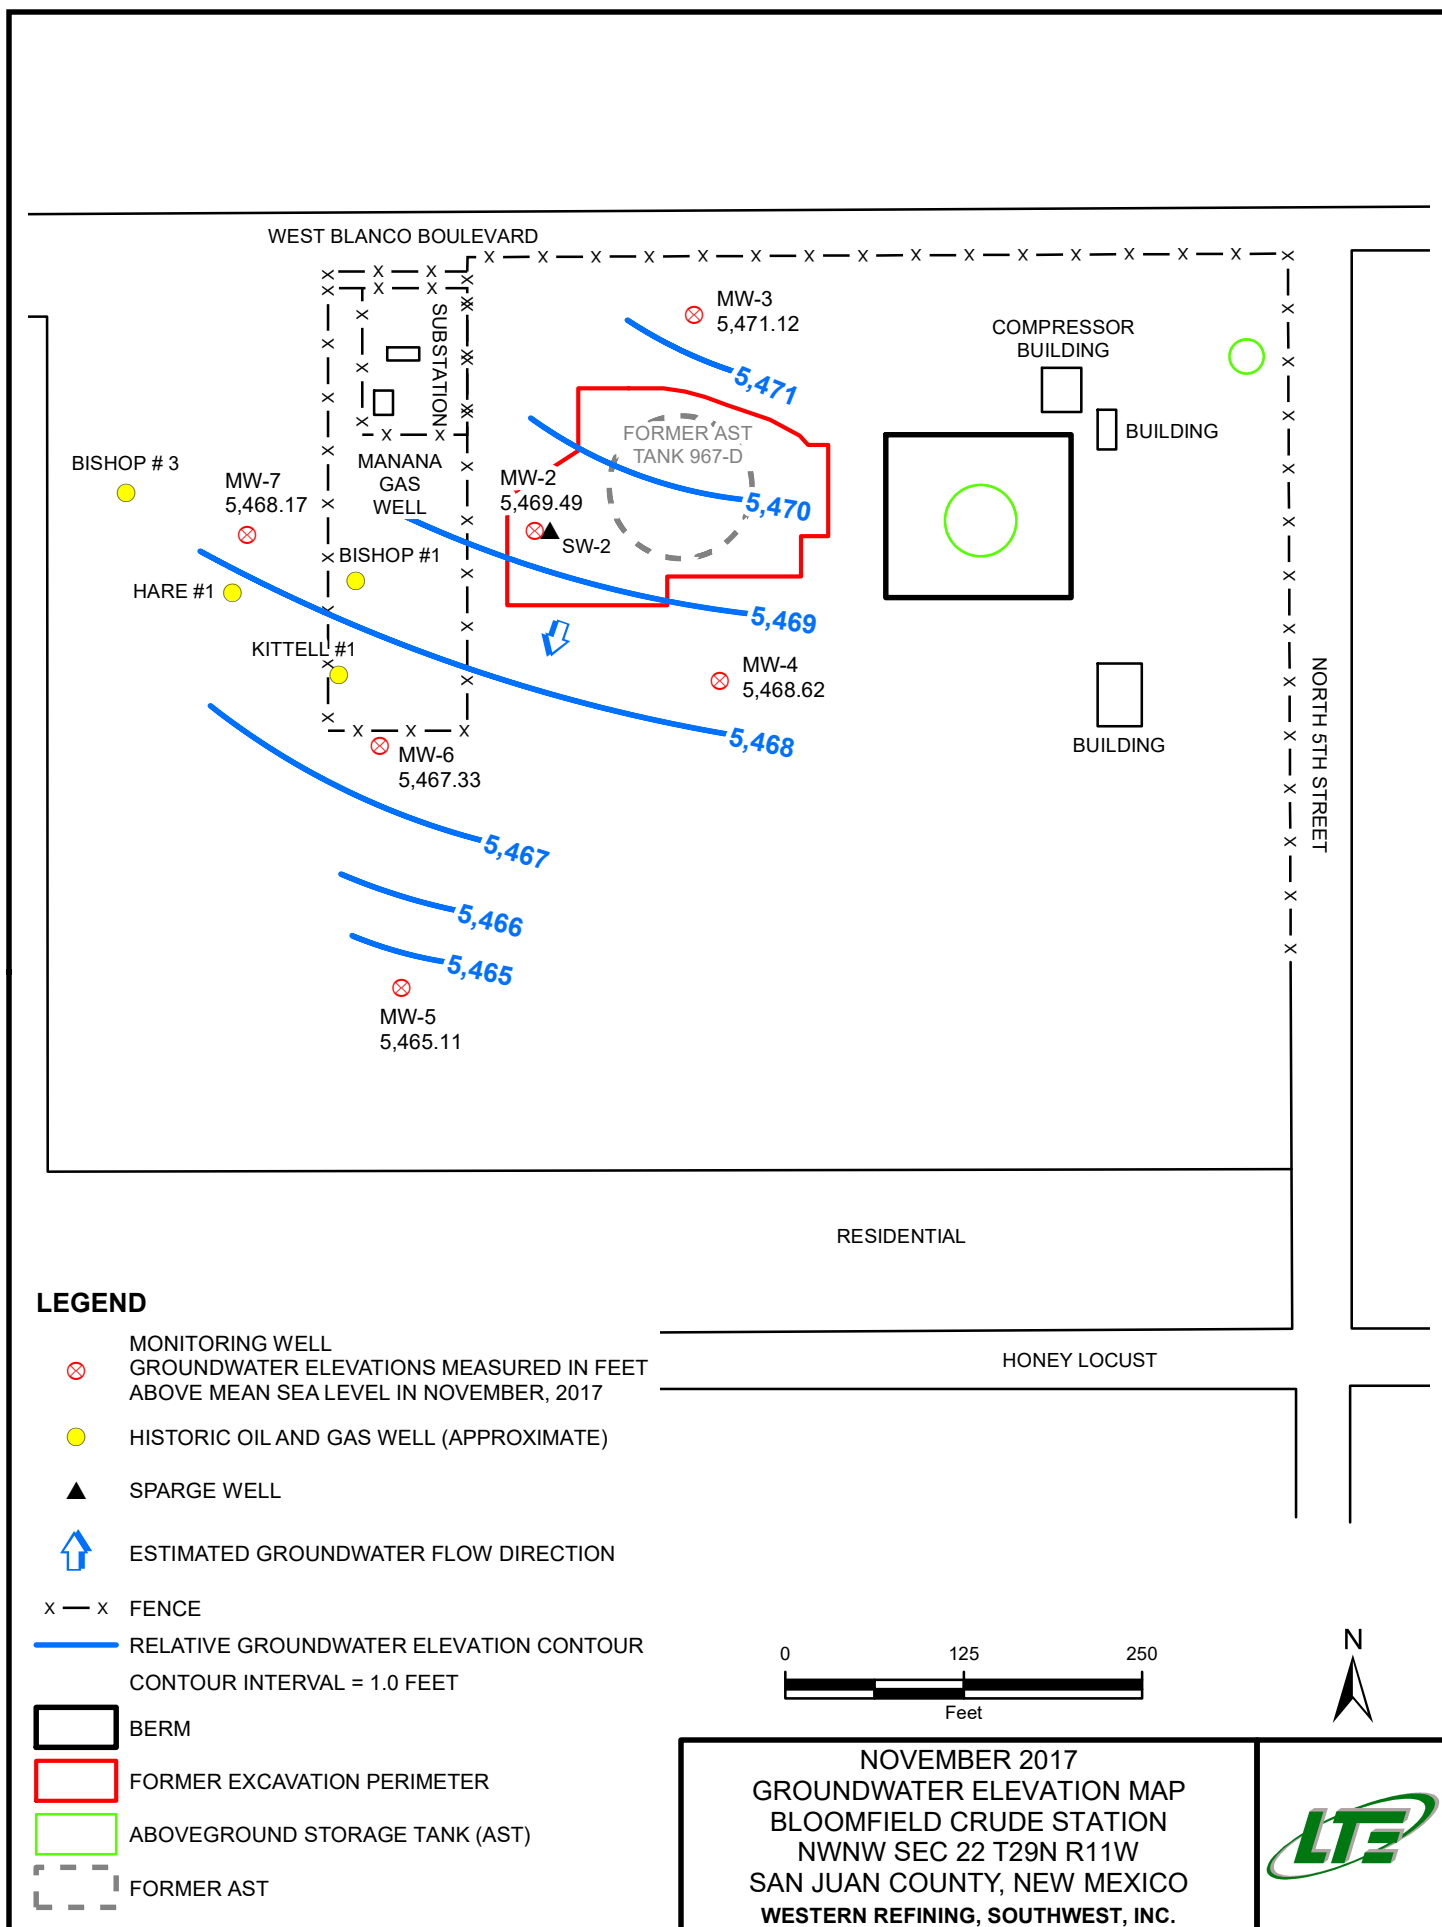 WEST BLANCO BOULEVARD
MW-3
5,471.12
COMPRESSOR
BUILDING
SUBSTATION
5,471
BUILDING
FORMER AST
TANK 967-D
BISHOP # 3
MANANA
GAS
WELL
MW-7
5,468.17
MW-2
5,469.49
5,470
SW-2
BISHOP #1
HARE #1
5,469
KITTELL #1
MW-4
5,468.62
NORTH 5TH STREET
5,468
BUILDING
MW-6
5,467.33
5,467
5,466
5,465
MW-5
5,465.11
RESIDENTIAL
HONEY LOCUST
LEGEND
MONITORING WELL
GROUNDWATER ELEVATIONS MEASURED IN FEET
ABOVE MEAN SEA LEVEL IN NOVEMBER, 2017
HISTORIC OIL AND GAS WELL (APPROXIMATE)
SPARGE WELL
ESTIMATED GROUNDWATER FLOW DIRECTION
X — X FENCE
RELATIVE GROUNDWATER ELEVATION CONTOUR
CONTOUR INTERVAL = 1.0 FEET
BERM
FORMER EXCAVATION PERIMETER
ABOVEGROUND STORAGE TANK (AST)
FORMER AST
0 125 250
Feet
N
NOVEMBER 2017
GROUNDWATER ELEVATION MAP
BLOOMFIELD CRUDE STATION
NWNW SEC 22 T29N R11W
SAN JUAN COUNTY, NEW MEXICO
WESTERN REFINING, SOUTHWEST, INC.
LTE